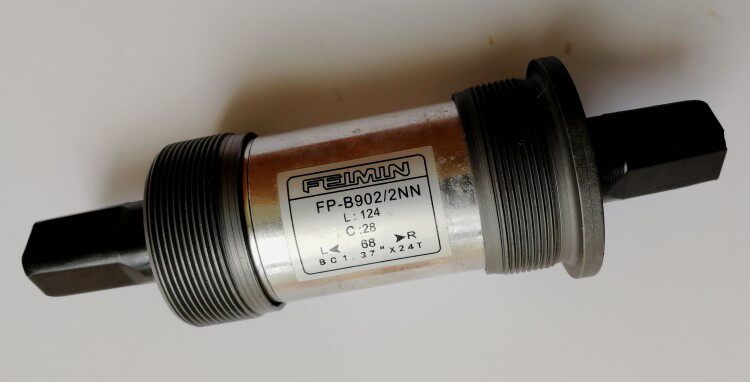 FEIMIN
FP-B902/2NN
L:124
C:28
L◄ 68 ➤R
BC1.37"X24T